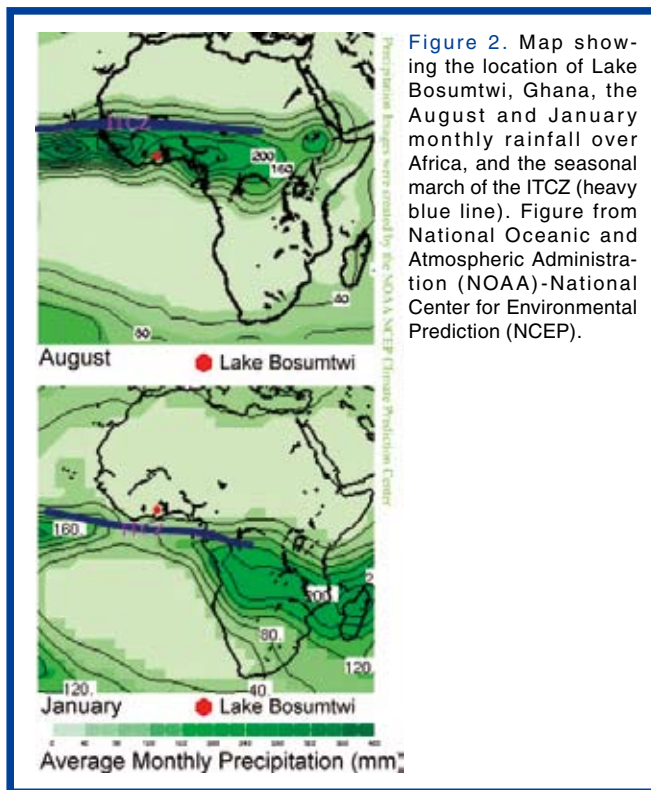 ITCZ
200
160
40
80
August
Lake Bosumtwi
Precipitation Images were created by the NOAA NCEP Climate Prediction Center
160.
ITCZ
200.
80.
120.
120.
40.
January
Lake Bosumtwi
Average Monthly Precipitation (mm)
Figure 2. Map show-
ing the location of Lake
Bosumtwi, Ghana, the
August and January
monthly rainfall over
Africa, and the seasonal
march of the ITCZ (heavy
blue line). Figure from
National Oceanic and
Atmospheric Administra-
tion (NOAA)-National
Center for Environmental
Prediction (NCEP).